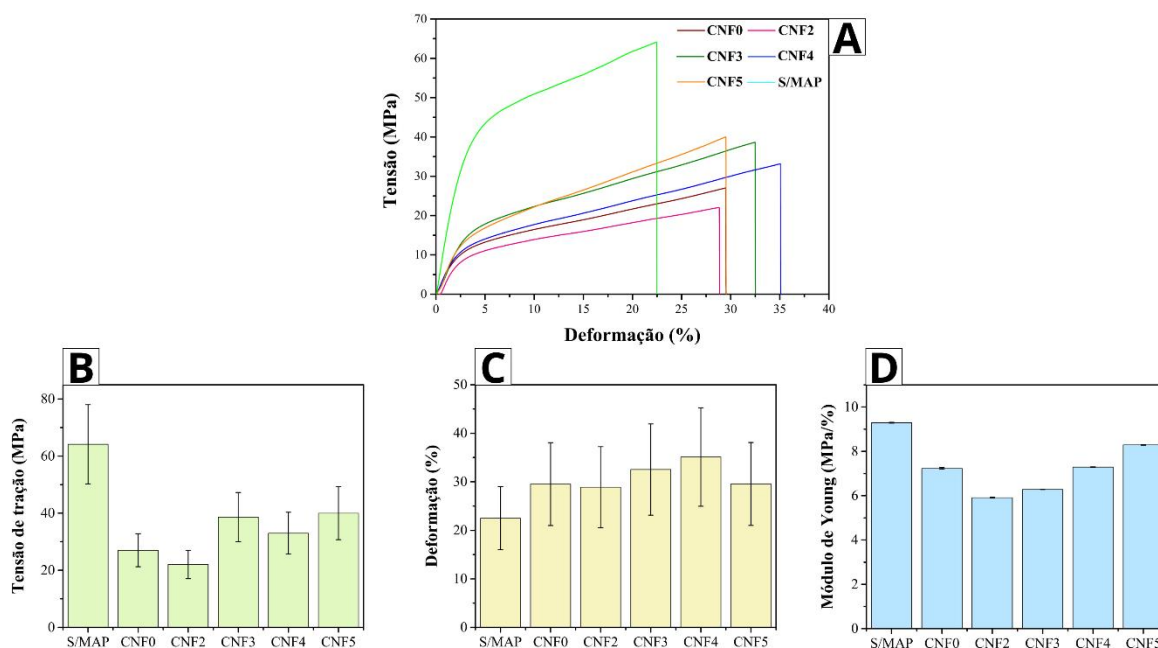 A
Tensão (MPa)
70
60
50
40
30
20
10
0
CNF0 CNF2
CNF3 CNF4
CNF5 S/MAP
0 5 10 15 20 25 30 35 40
Deformação (%)
B
Tensão de tração (MPa)
80
60
40
20
0
S/MAP CNF0 CNF2 CNF3 CNF4 CNF5
C
Deformação (%)
50
40
30
20
10
0
S/MAP CNF0 CNF2 CNF3 CNF4 CNF5
D
Módulo de Young (MPa/%)
10
8
6
4
2
0
S/MAP CNF0 CNF2 CNF3 CNF4 CNF5